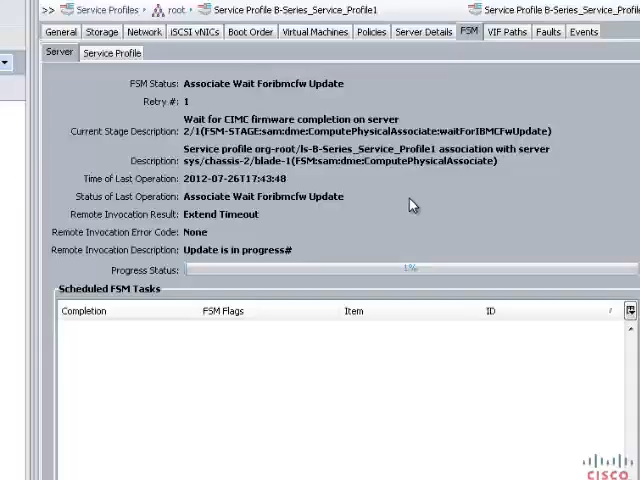 >> Service Profiles root Service Profile B-Series_Service_Profile1 Service Profile B-Series_Service_Profile
General Storage Network iSCSI vNICs Boot Order Virtual Machines Policies Server Details FSM VIF Paths Faults Events
Server Service Profile
FSM Status: Associate Wait Foribmcfw Update
Retry #: 1
Wait for CIMC firmware completion on server
Current Stage Description: 2/1(FSM-STAGE:sam:dme:ComputePhysicalAssociate:waitForIBMCFwUpdate)
Service profile org-root/ls-B-Series_Service_Profile1 association with server
Description: sys/chassis-2/blade-1(FSM:sam:dme:ComputePhysicalAssociate)
Time of Last Operation: 2012-07-26T17:43:48
Status of Last Operation: Associate Wait Foribmcfw Update
Remote Invocation Result: Extend Timeout
Remote Invocation Error Code: None
Remote Invocation Description: Update is in progress#
Progress Status: 1%
Scheduled FSM Tasks
Completion FSM Flags Item ID
CISCO